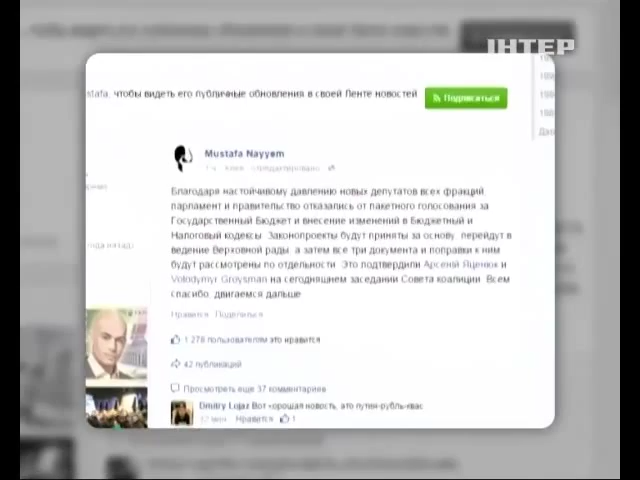 ІНТЕР
чтобы видеть его публичные обновления в своей Ленте новостей
Подписаться
Mustafa Nayyem
Благодаря настойчивому давлению новых депутатов всех фракций,
парламент и правительство отказались от пакетного голосования за
Государственный Бюджет и внесение изменений в Бюджетный и
Налоговый кодексы. Законопроекты будут приняты за основу, перейдут в
ведение Верховной рады, а затем все три документа и поправки к ним
будут рассмотрены по отдельности. Это подтвердили Арсеній Яценюк и
Volodymyr Groysman на сегодняшнем заседании Совета коалиции. Всем
спасибо, двигаемся дальше
Нравится Поделиться
1 278 пользователям это нравится
42 публикаций
Просмотреть еще 37 комментариев
Dmitry Lojaz Вот хорошая новость, это путин-рубль-квас
Нравится 1